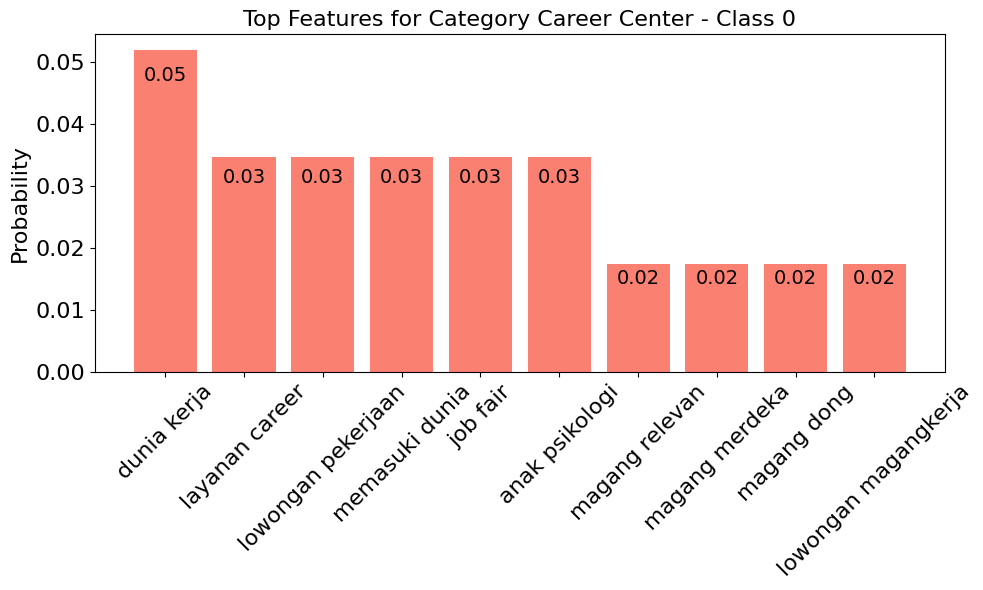 Top Features for Category Career Center - Class 0
Probability
0.05
0.04
0.03
0.02
0.01
0.00
0.05
0.03
0.03
0.03
0.03
0.03
0.02
0.02
0.02
0.02
dunia kerja
layanan career
lowongan pekerjaan
memasuki dunia
job fair
anak psikologi
magang relevan
magang merdeka
magang dong
lowongan magangkerja